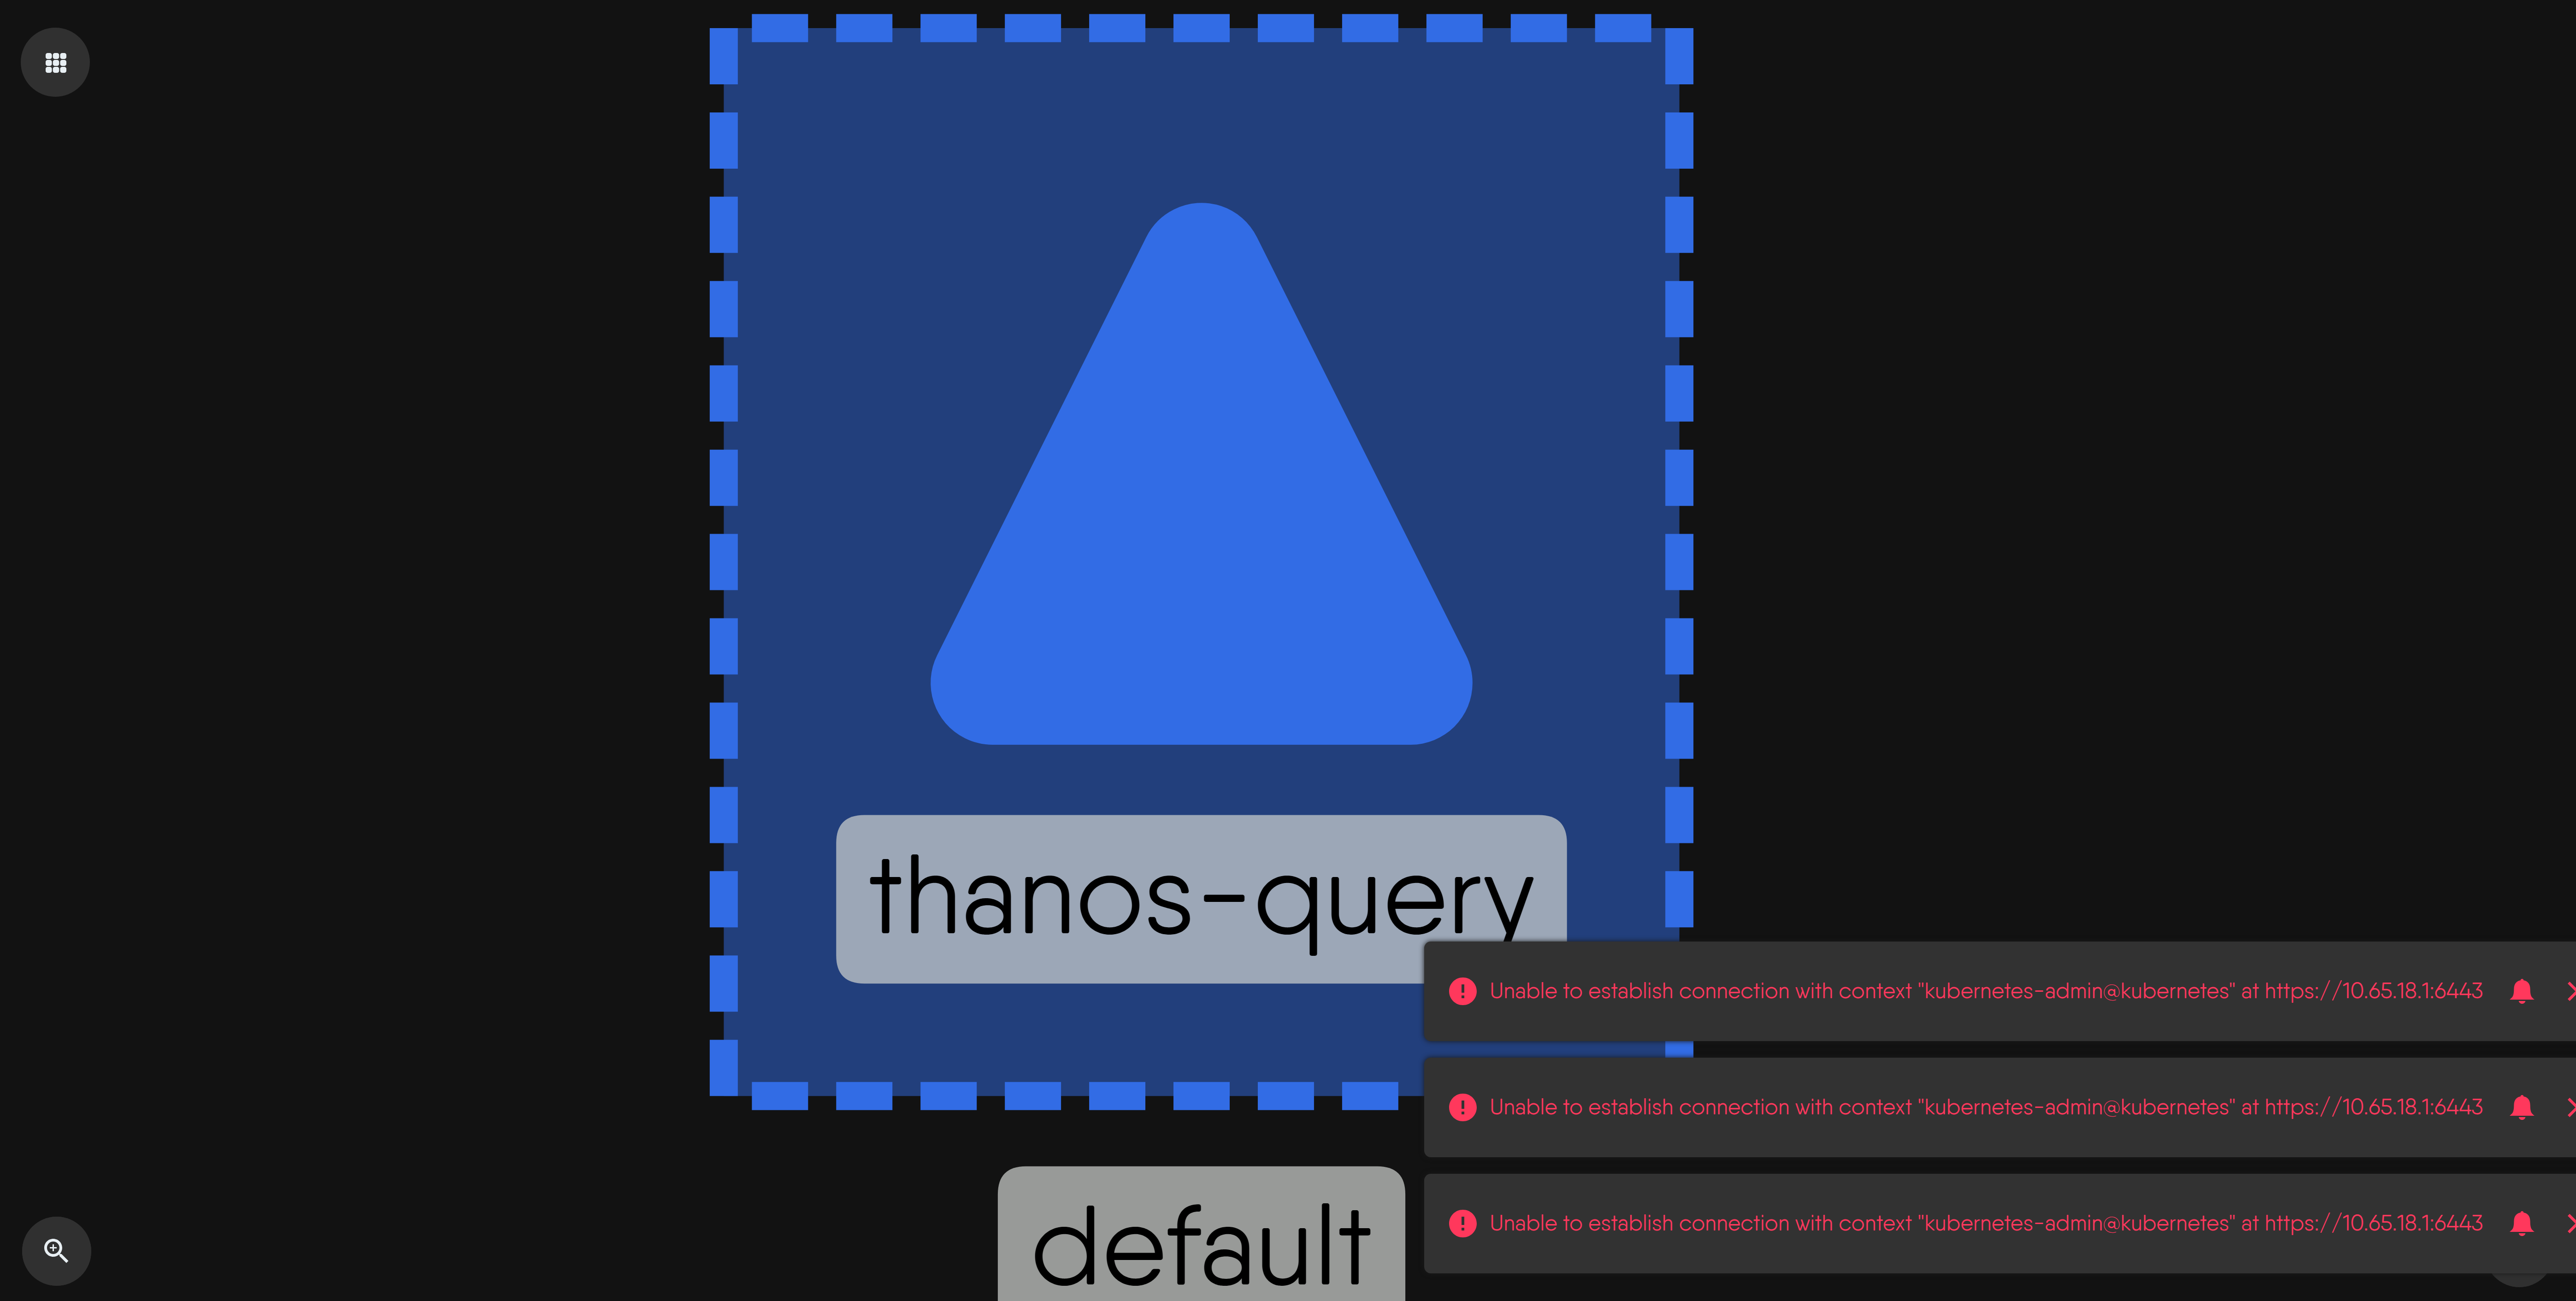 thanos-query
Unable to establish connection with context "kubernetes-admin@kubernetes" at https://10.65.18.1:6443
Unable to establish connection with context "kubernetes-admin@kubernetes" at https://10.65.18.1:6443
default
Unable to establish connection with context "kubernetes-admin@kubernetes" at https://10.65.18.1:6443